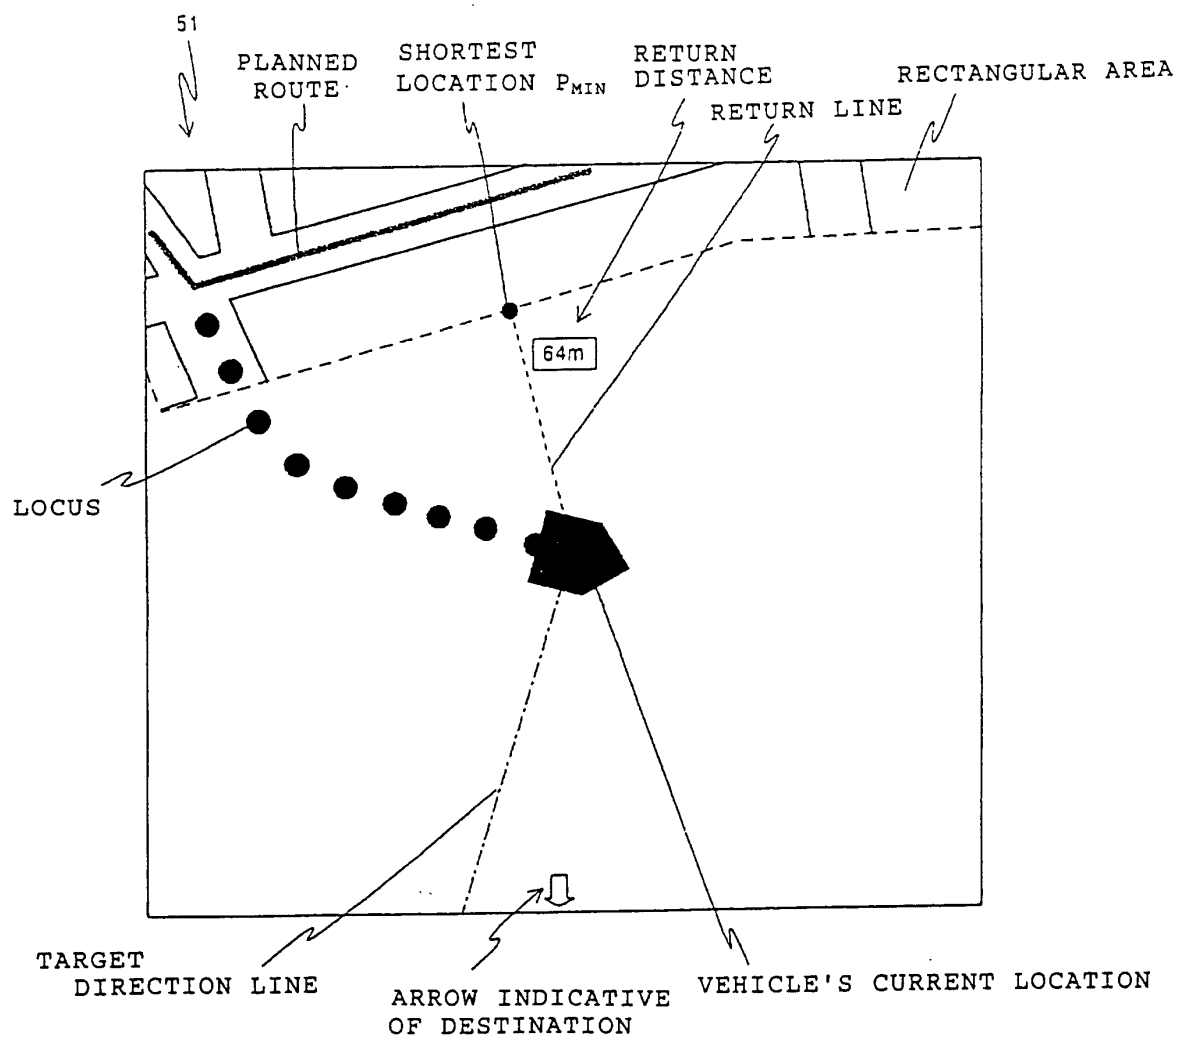 51
PLANNED
ROUTE
SHORTEST
LOCATION PMIN
RETURN
DISTANCE
RETURN LINE
RECTANGULAR AREA
64m
LOCUS
TARGET
DIRECTION LINE
ARROW INDICATIVE
OF DESTINATION
VEHICLE'S CURRENT LOCATION